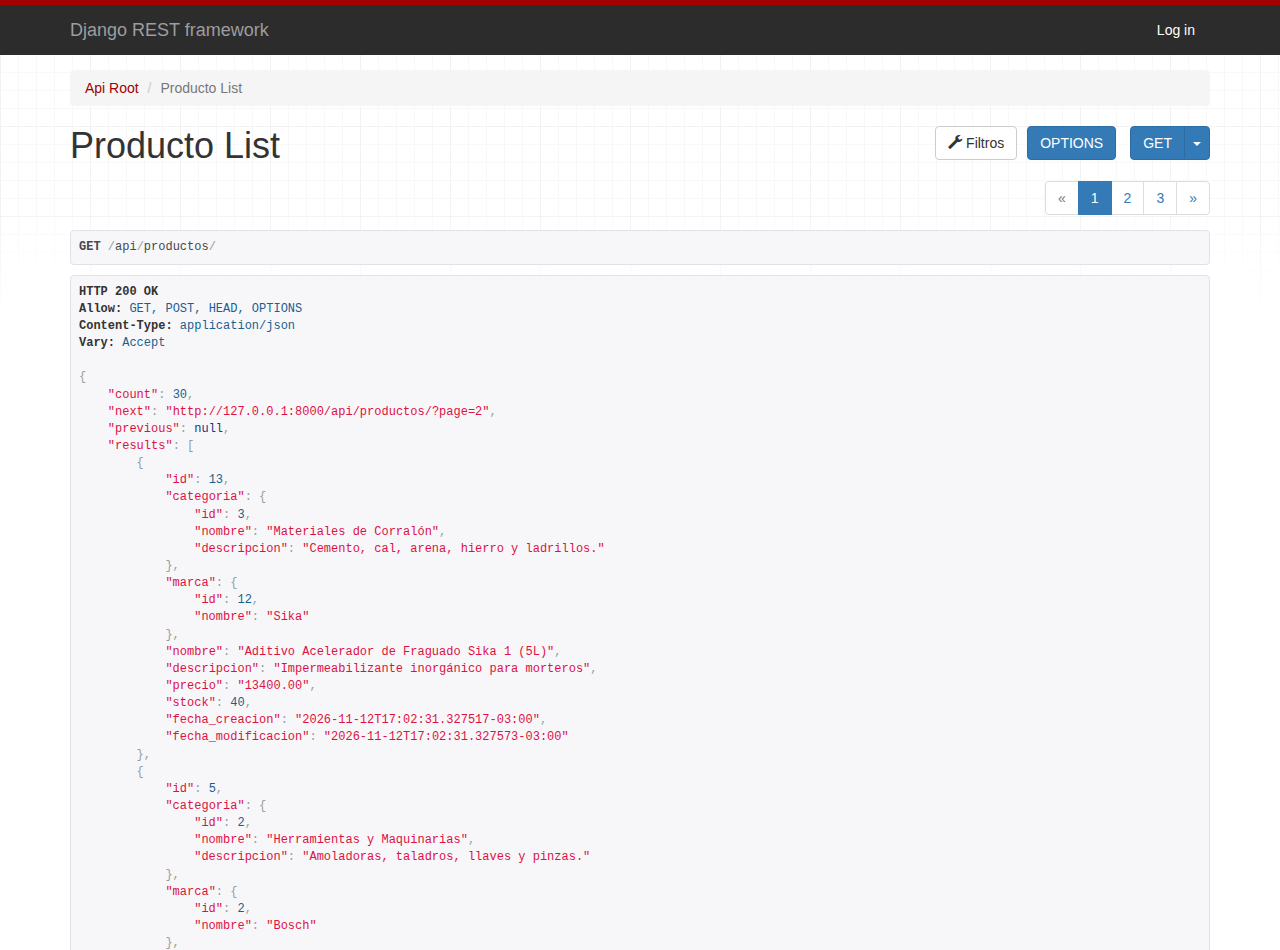 Django REST framework
Log in
Api Root / Producto List
Producto List
Filtros
OPTIONS
GET
« 1 2 3 »
GET /api/productos/
HTTP 200 OK
Allow: GET, POST, HEAD, OPTIONS
Content-Type: application/json
Vary: Accept
{
    "count": 30,
    "next": "http://127.0.0.1:8000/api/productos/?page=2",
    "previous": null,
    "results": [
        {
            "id": 13,
            "categoria": {
                "id": 3,
                "nombre": "Materiales de Corralón",
                "descripcion": "Cemento, cal, arena, hierro y ladrillos."
            },
            "marca": {
                "id": 12,
                "nombre": "Sika"
            },
            "nombre": "Aditivo Acelerador de Fraguado Sika 1 (5L)",
            "descripcion": "Impermeabilizante inorgánico para morteros",
            "precio": "13400.00",
            "stock": 40,
            "fecha_creacion": "2026-11-12T17:02:31.327517-03:00",
            "fecha_modificacion": "2026-11-12T17:02:31.327573-03:00"
        },
        {
            "id": 5,
            "categoria": {
                "id": 2,
                "nombre": "Herramientas y Maquinarias",
                "descripcion": "Amoladoras, taladros, llaves y pinzas."
            },
            "marca": {
                "id": 2,
                "nombre": "Bosch"
            },